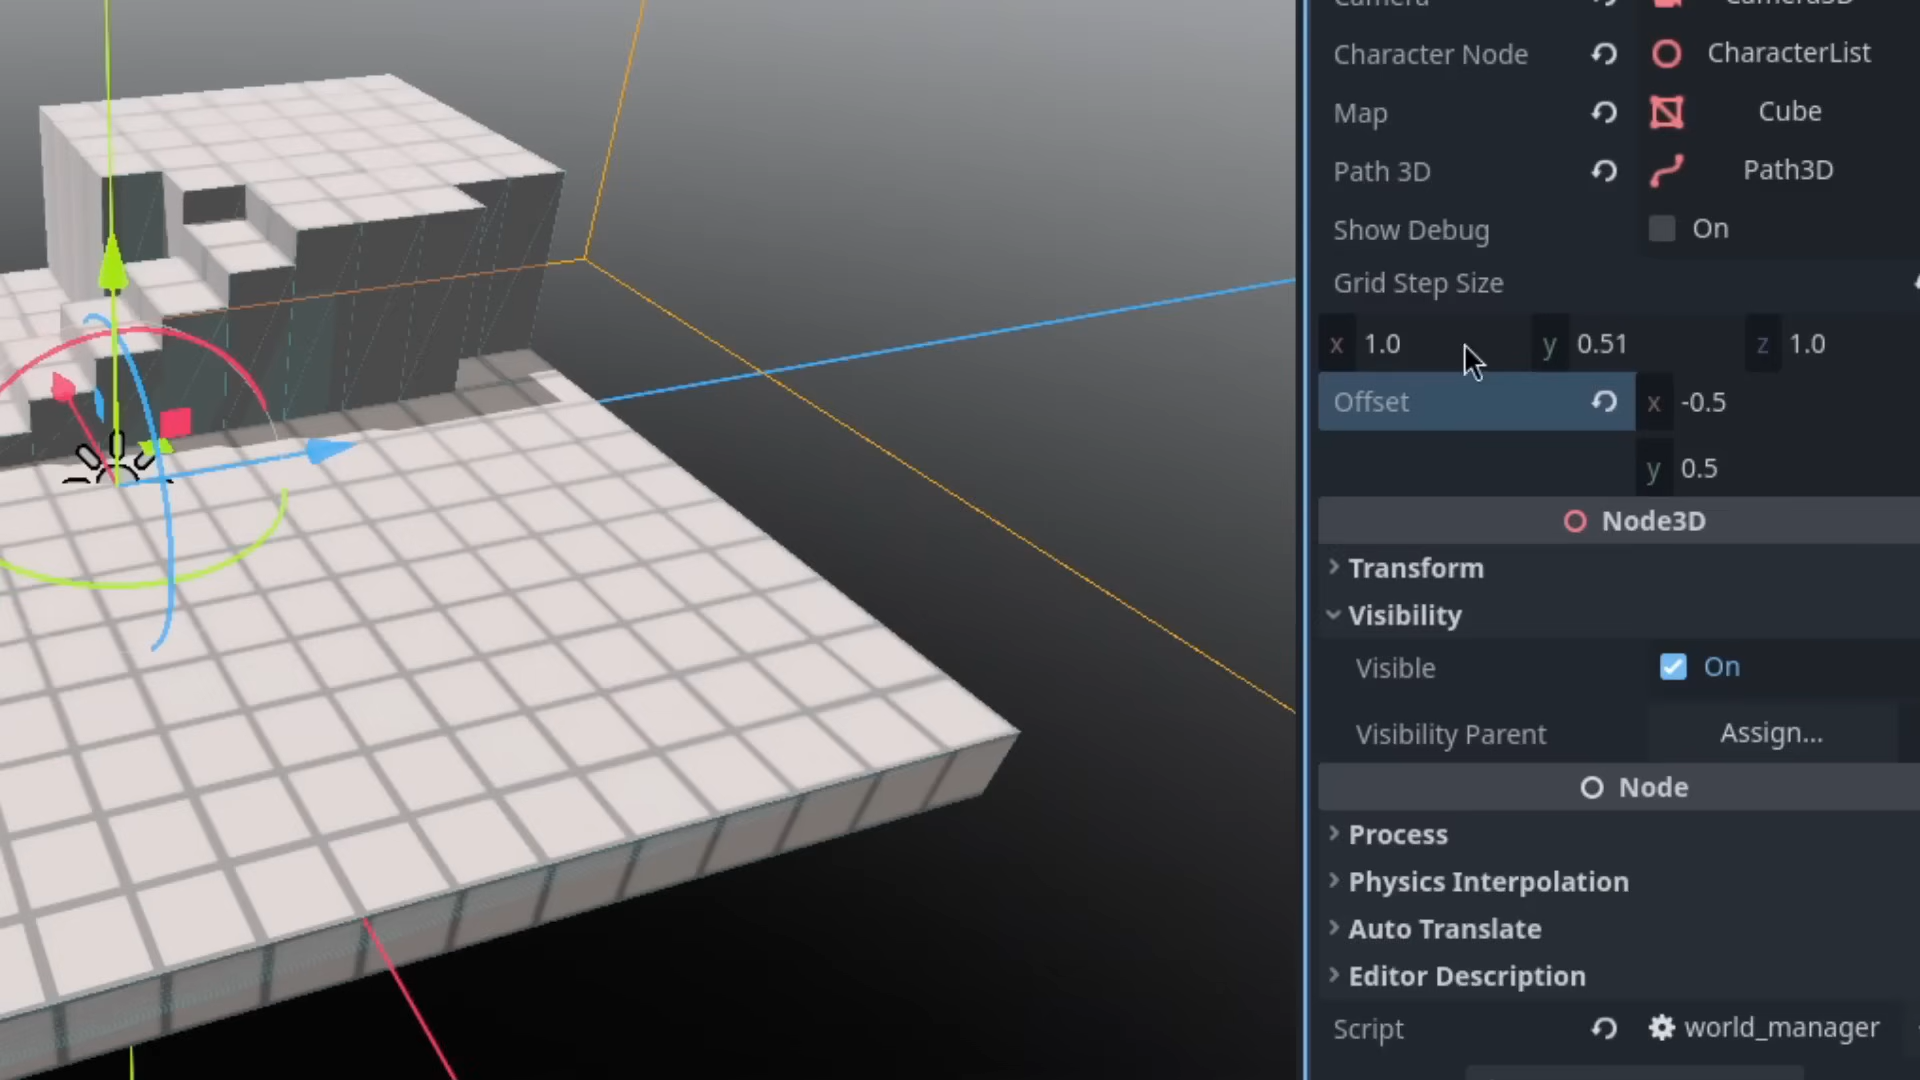 Camera Camera3D
Character Node CharacterList
Map Cube
Path 3D Path3D
Show Debug On
Grid Step Size
x 1.0 y 0.51 z 1.0
Offset x -0.5
y 0.5
Node3D
Transform
Visibility
Visible On
Visibility Parent Assign...
Node
Process
Physics Interpolation
Auto Translate
Editor Description
Script world_manager